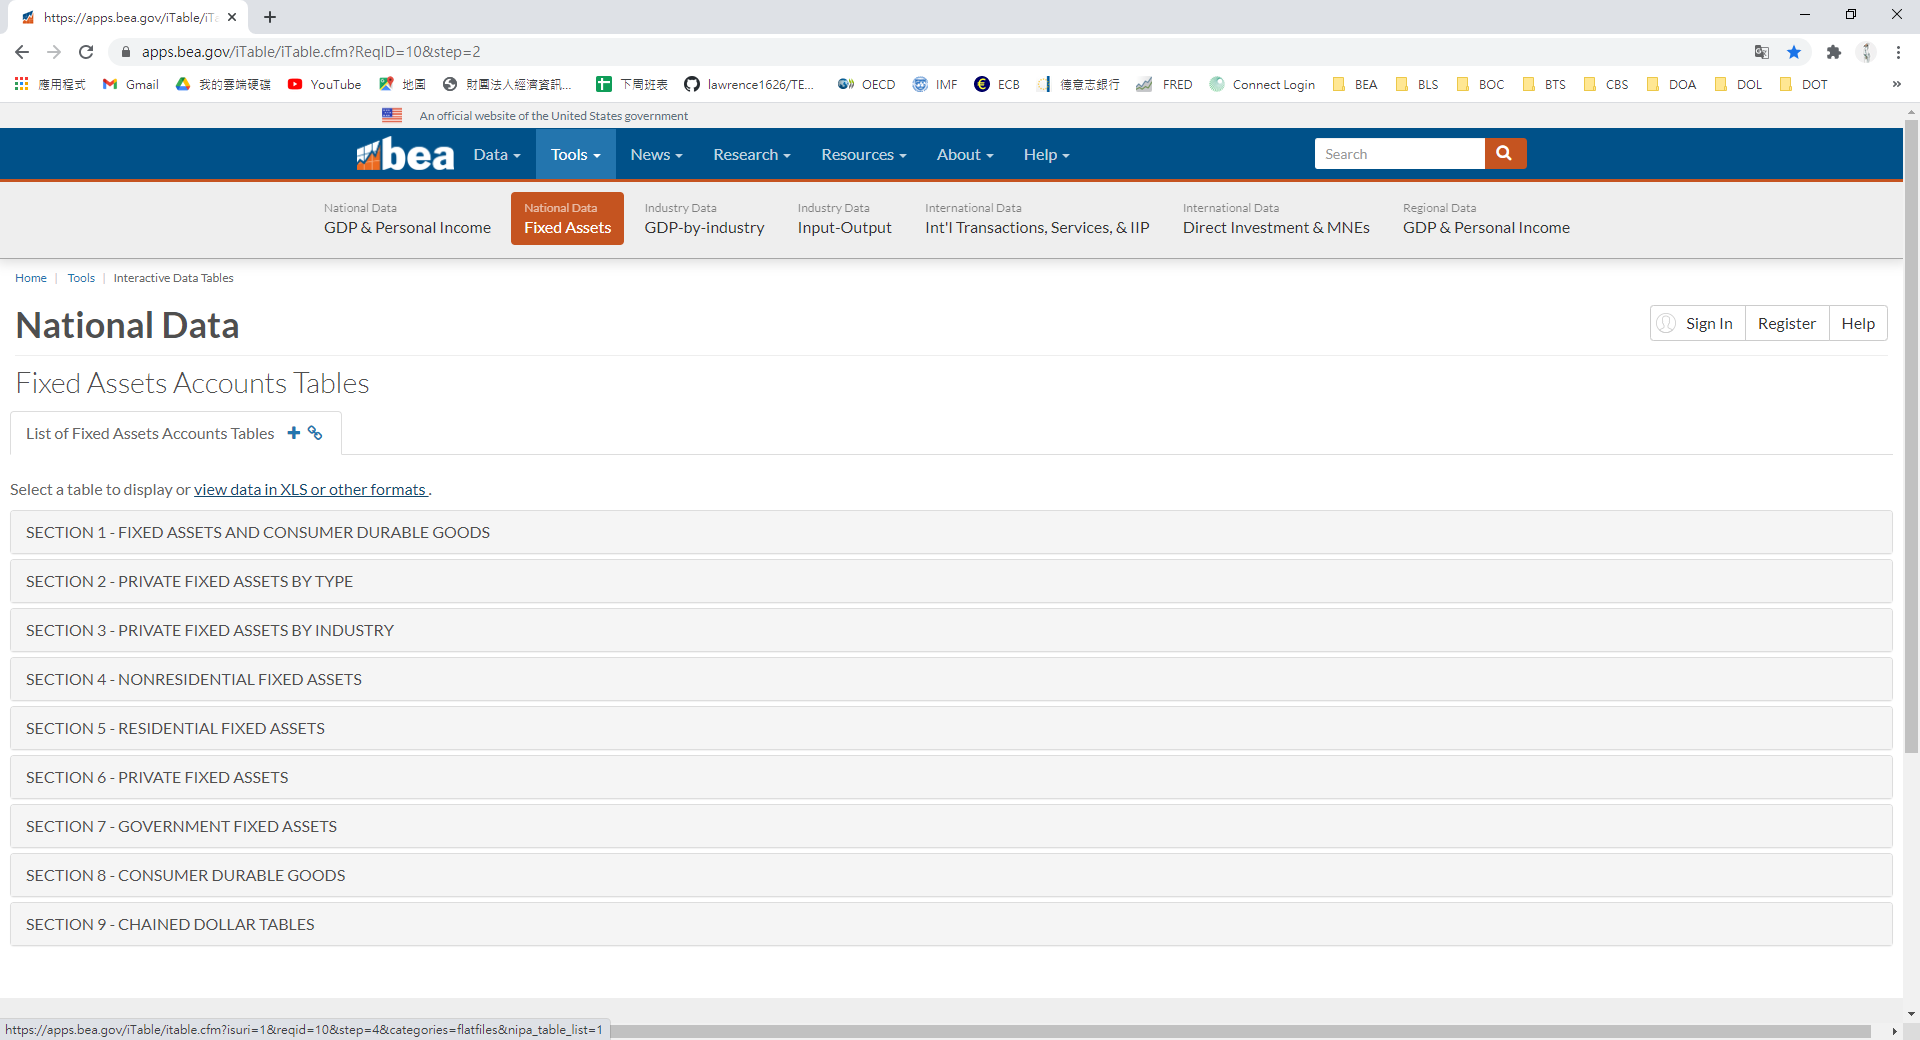 https://apps.bea.gov/iTable/iTa
apps.bea.gov/iTable/iTable.cfm?ReqID=10&step=2
應用程式 Gmail 我的雲端硬碟 YouTube 地圖 財團法人經濟資訊... 下周班表 lawrence1626/TE... OECD IMF ECB 德意志銀行 FRED Connect Login BEA BLS BOC BTS CBS DOA DOL DOT »
An official website of the United States government
bea Data Tools News Research Resources About Help Search
National Data National Data Industry Data Industry Data International Data International Data Regional Data
GDP & Personal Income Fixed Assets GDP-by-industry Input-Output Int'l Transactions, Services, & IIP Direct Investment & MNEs GDP & Personal Income
Home | Tools | Interactive Data Tables
National Data
Sign In Register Help
Fixed Assets Accounts Tables
List of Fixed Assets Accounts Tables
Select a table to display or view data in XLS or other formats .
SECTION 1 - FIXED ASSETS AND CONSUMER DURABLE GOODS
SECTION 2 - PRIVATE FIXED ASSETS BY TYPE
SECTION 3 - PRIVATE FIXED ASSETS BY INDUSTRY
SECTION 4 - NONRESIDENTIAL FIXED ASSETS
SECTION 5 - RESIDENTIAL FIXED ASSETS
SECTION 6 - PRIVATE FIXED ASSETS
SECTION 7 - GOVERNMENT FIXED ASSETS
SECTION 8 - CONSUMER DURABLE GOODS
SECTION 9 - CHAINED DOLLAR TABLES
https://apps.bea.gov/iTable/itable.cfm?isuri=1&reqid=10&step=4&categories=flatfiles&nipa_table_list=1